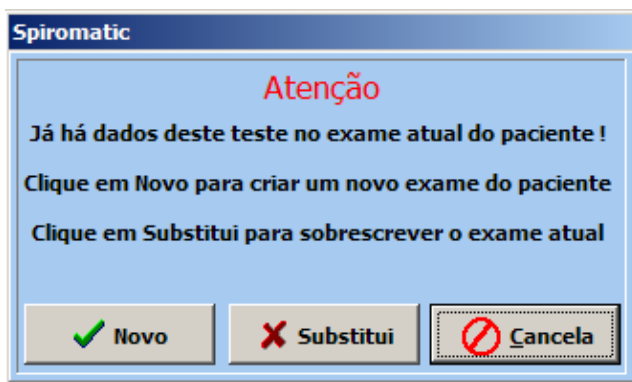 Spiromatic
Atenção
Já há dados deste teste no exame atual do paciente !
Clique em Novo para criar um novo exame do paciente
Clique em Substitui para sobrescrever o exame atual
Novo
Substitui
Cancela